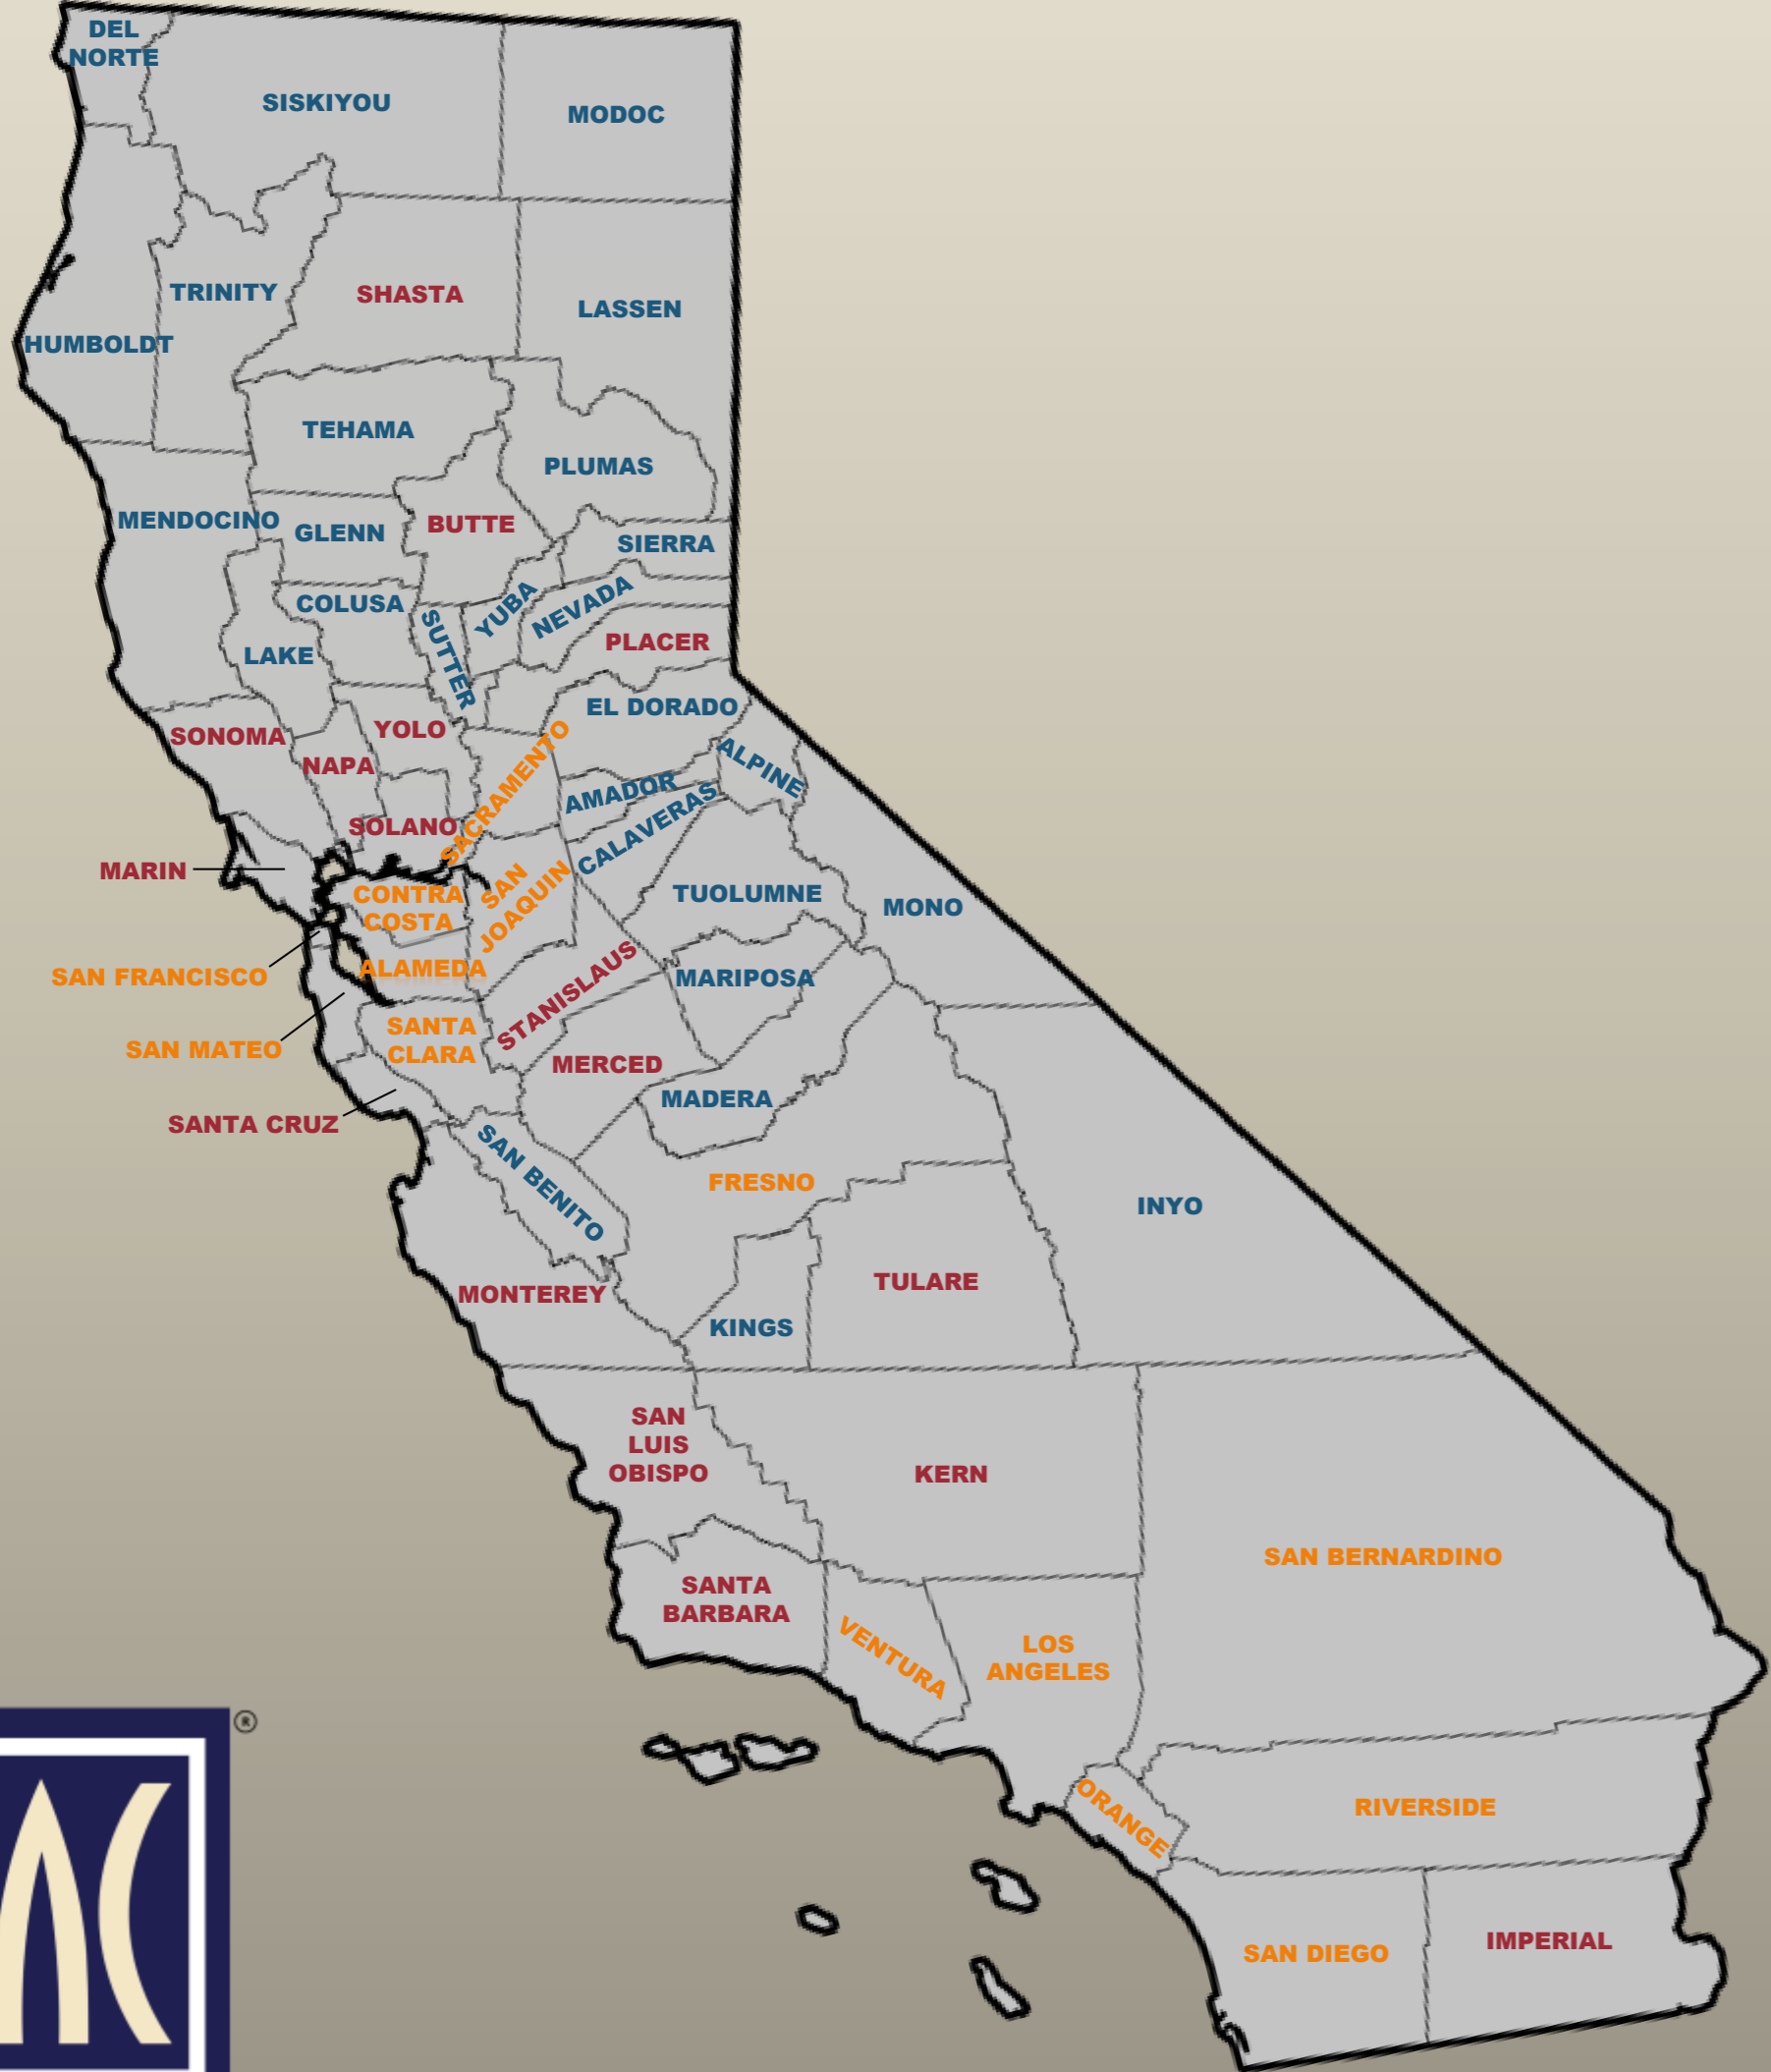 DEL
NORTE
SISKIYOU
MODOC
TRINITY
SHASTA
LASSEN
HUMBOLDT
TEHAMA
PLUMAS
MENDOCINO
GLENN
BUTTE
SIERRA
COLUSA
SUTTER
YUBA
NEVADA
PLACER
LAKE
EL DORADO
SONOMA
YOLO
NAPA
SACRAMENTO
ALPINE
AMADOR
CALAVERAS
SOLANO
MARIN
CONTRA
COSTA
SAN
JOAQUIN
TUOLUMNE
MONO
SAN FRANCISCO
ALAMEDA
STANISLAUS
MARIPOSA
SAN MATEO
SANTA
CLARA
MERCED
MADERA
SANTA CRUZ
SAN BENITO
FRESNO
INYO
MONTEREY
TULARE
KINGS
SAN
LUIS
OBISPO
KERN
SAN BERNARDINO
SANTA
BARBARA
VENTURA
LOS
ANGELES
ORANGE
RIVERSIDE
SAN DIEGO
IMPERIAL
AC
®